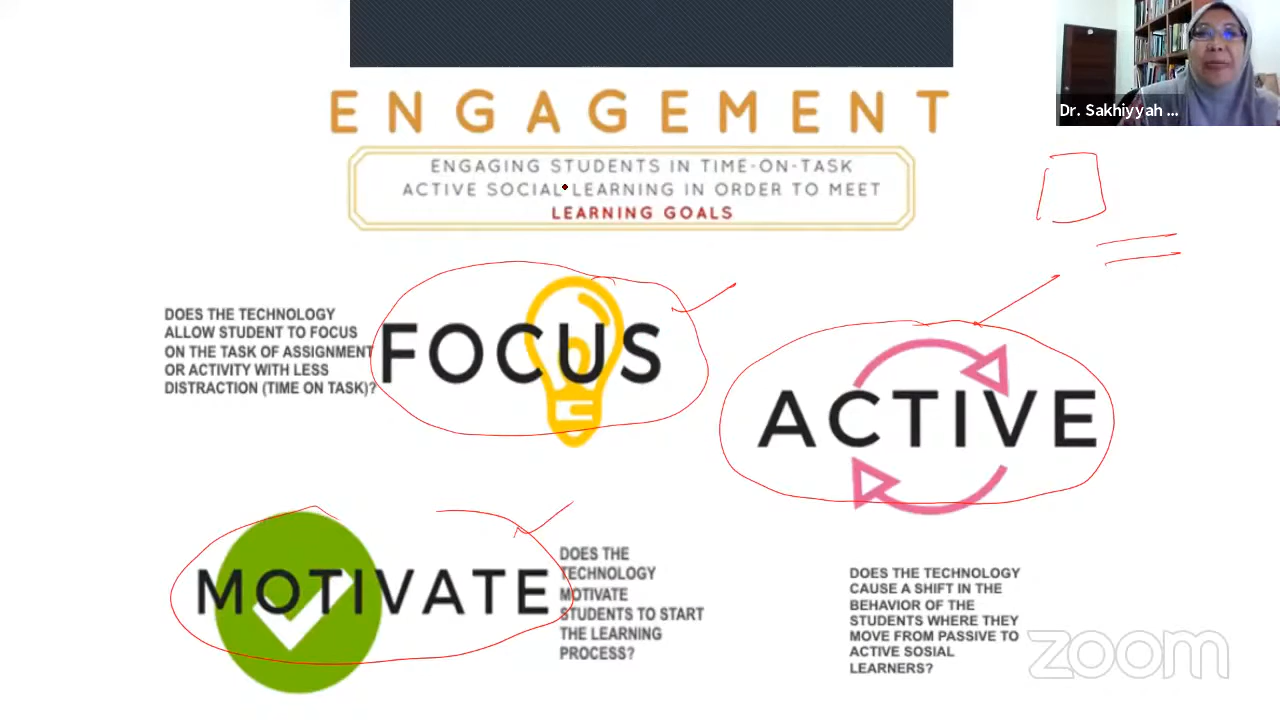 Dr. Sakhiyyah ...
ENGAGEMENT
ENGAGING STUDENTS IN TIME-ON-TASK
ACTIVE SOCIAL LEARNING IN ORDER TO MEET
LEARNING GOALS
DOES THE TECHNOLOGY
ALLOW STUDENT TO FOCUS
ON THE TASK OF ASSIGNMENT
OR ACTIVITY WITH LESS
DISTRACTION (TIME ON TASK)?
FOCUS
ACTIVE
MOTIVATE
DOES THE
TECHNOLOGY
MOTIVATE
STUDENTS TO START
THE LEARNING
PROCESS?
DOES THE TECHNOLOGY
CAUSE A SHIFT IN THE
BEHAVIOR OF THE
STUDENTS WHERE THEY
MOVE FROM PASSIVE TO
ACTIVE SOSIAL
LEARNERS?
zoom